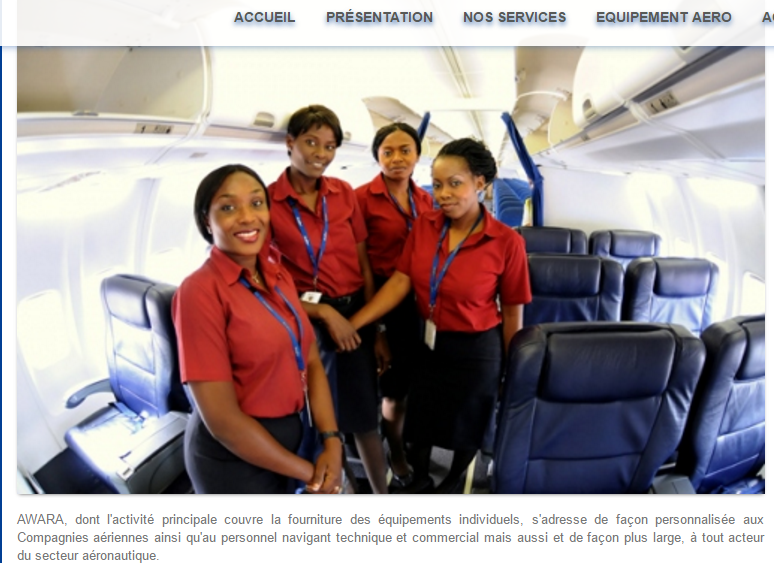 ACCUEIL PRÉSENTATION NOS SERVICES EQUIPEMENT AERO
AWARA, dont l'activité principale couvre la fourniture des équipements individuels, s'adresse de façon personnalisée aux
Compagnies aériennes ainsi qu'au personnel navigant technique et commercial mais aussi et de façon plus large, à tout acteur
du secteur aéronautique.